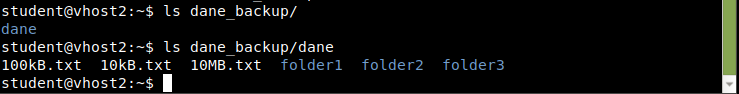 student@vhost2:~$ ls dane_backup/
dane
student@vhost2:~$ ls dane_backup/dane
100kB.txt  10kB.txt  10MB.txt  folder1  folder2  folder3
student@vhost2:~$